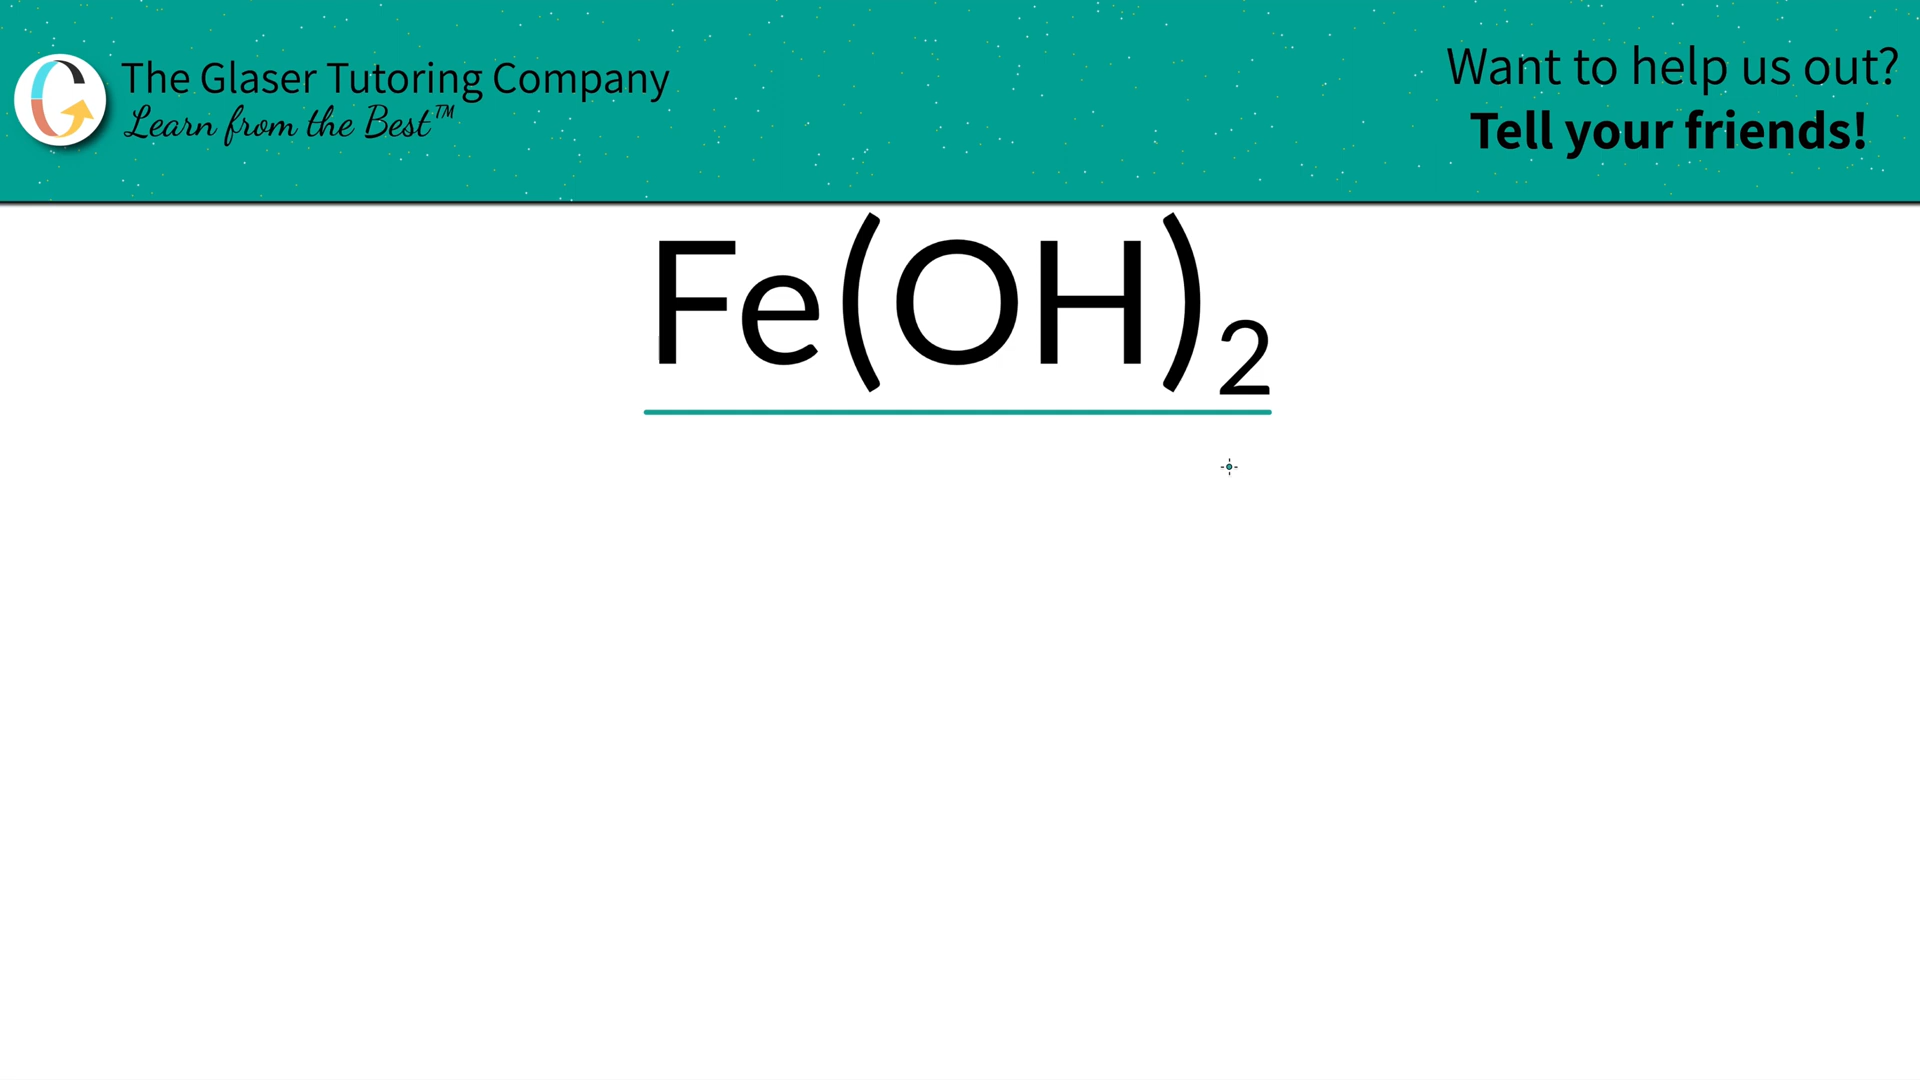 The Glaser Tutoring Company
Learn from the Best™
Want to help us out?
Tell your friends!
Fe(OH)₂